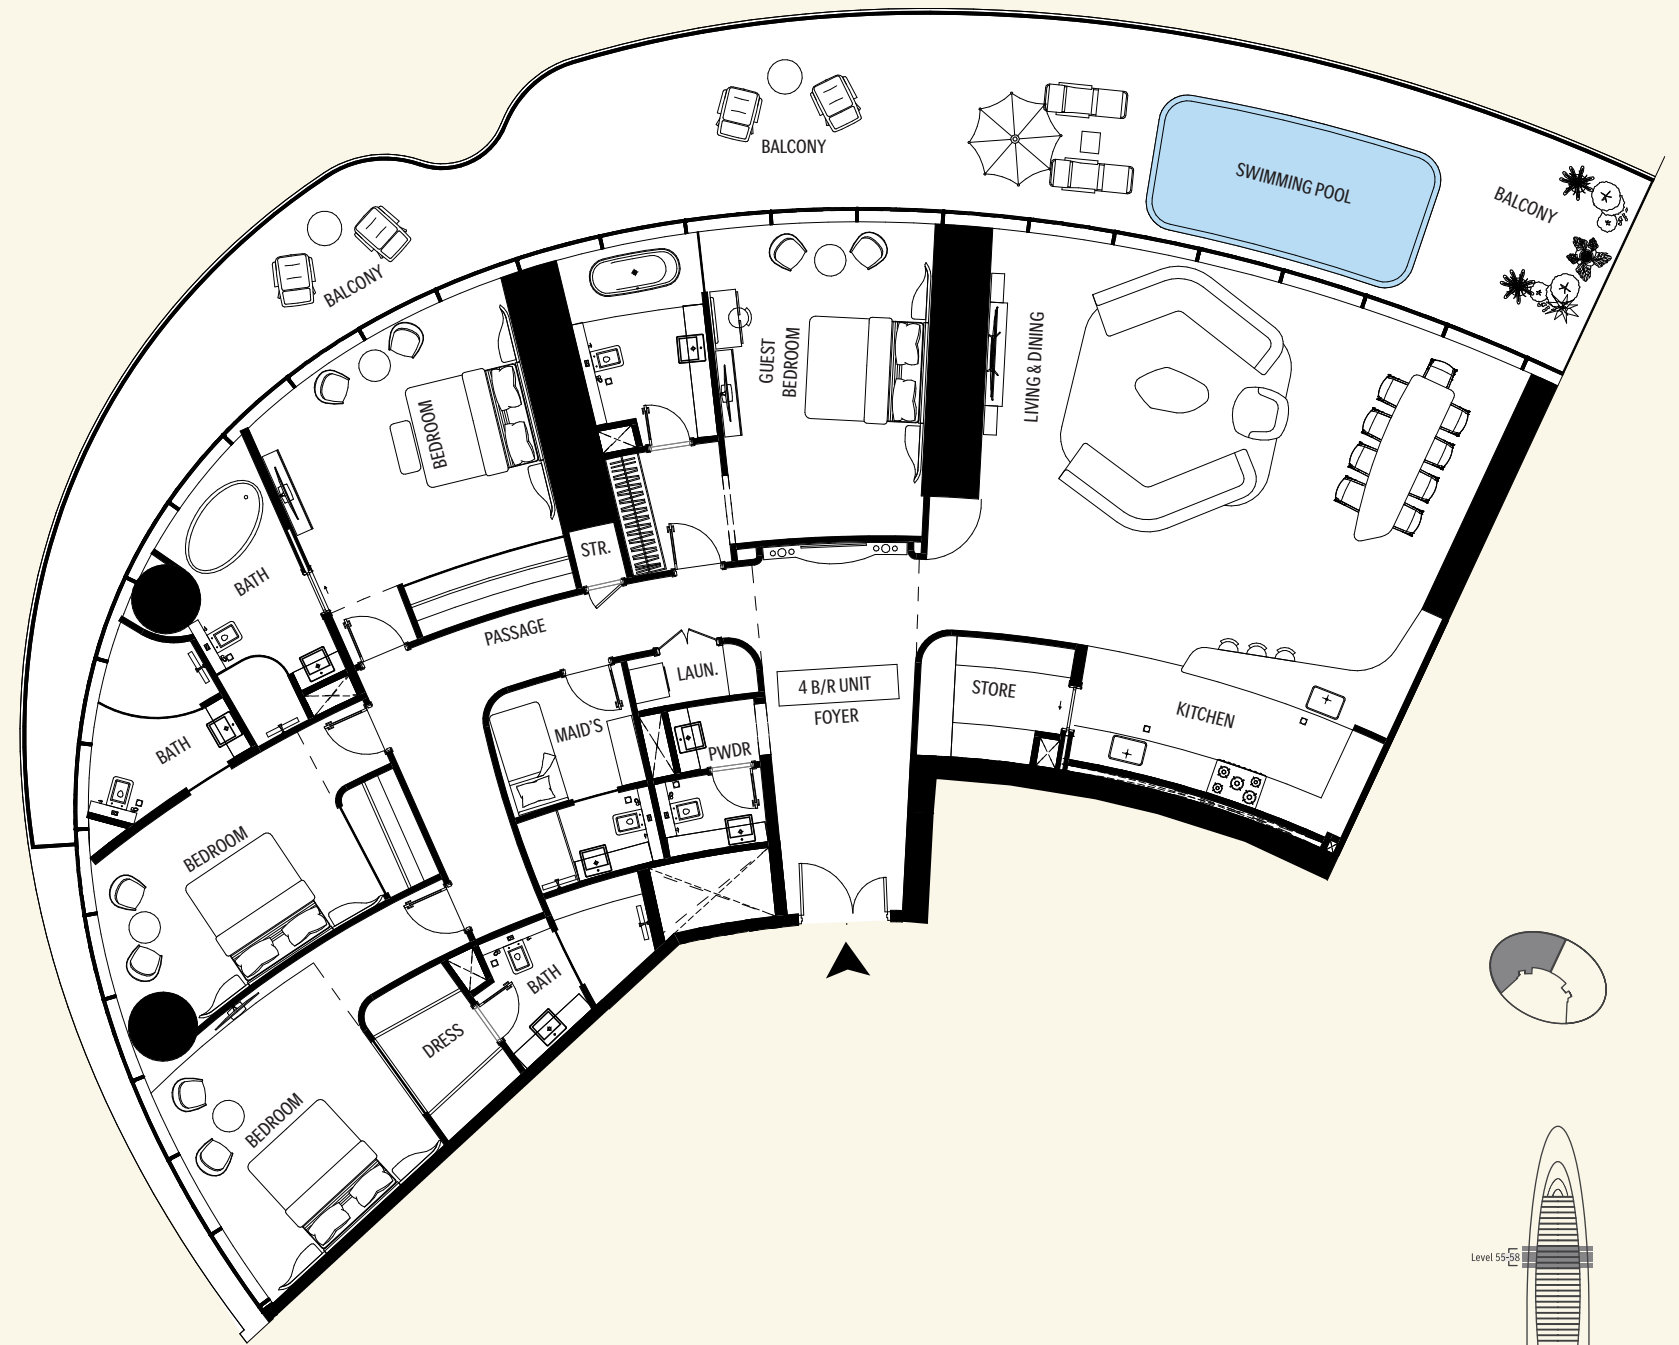 BALCONY
SWIMMING POOL
BALCONY
BALCONY
GUEST
BEDROOM
LIVING & DINING
BEDROOM
STR.
BATH
PASSAGE
LAUN.
4 B/R UNIT
FOYER
STORE
KITCHEN
MAID'S
PWDR
BATH
BEDROOM
BATH
DRESS
BEDROOM
Level 55-58